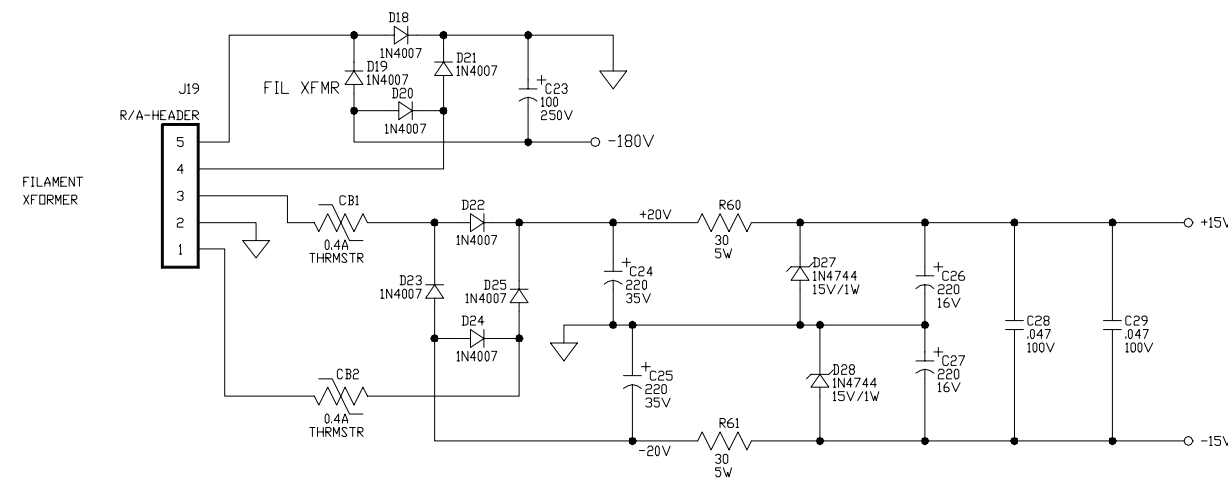 D18
1N4007
D19
1N4007
D21
1N4007
FIL XFMR
D20
1N4007
C23
100
250V
-180V
J19
R/A-HEADER
5
4
3
2
1
FILAMENT
XFORMER
CB1
0.4A
THRMSTR
D22
1N4007
D23
1N4007
D25
1N4007
D24
1N4007
CB2
0.4A
THRMSTR
+20V
R60
30
5W
C24
220
35V
D27
1N4744
15V/1W
C26
220
16V
C25
220
35V
D28
1N4744
15V/1W
C27
220
16V
C28
.047
100V
C29
.047
100V
-20V
R61
30
5W
+15V
-15V